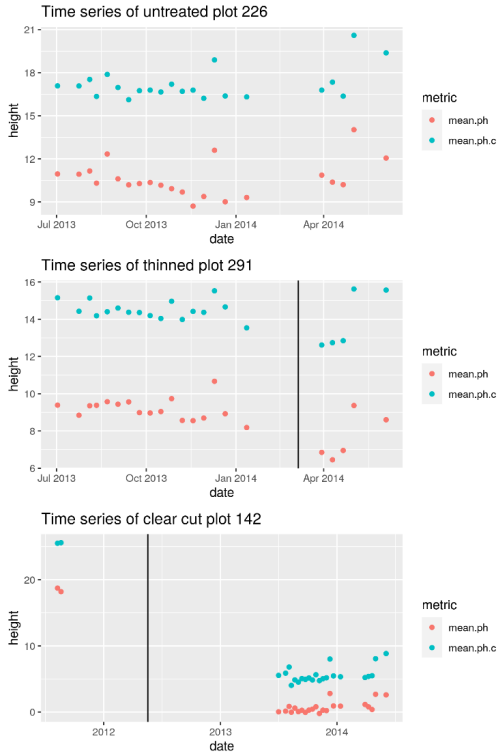 Time series of untreated plot 226
21
18
15
12
9
height
Jul 2013
Oct 2013
Jan 2014
Apr 2014
date
metric
mean.ph
mean.ph.c
Time series of thinned plot 291
16
14
12
10
8
6
height
Jul 2013
Oct 2013
Jan 2014
Apr 2014
date
metric
mean.ph
mean.ph.c
Time series of clear cut plot 142
20
10
0
height
2012
2013
2014
date
metric
mean.ph
mean.ph.c